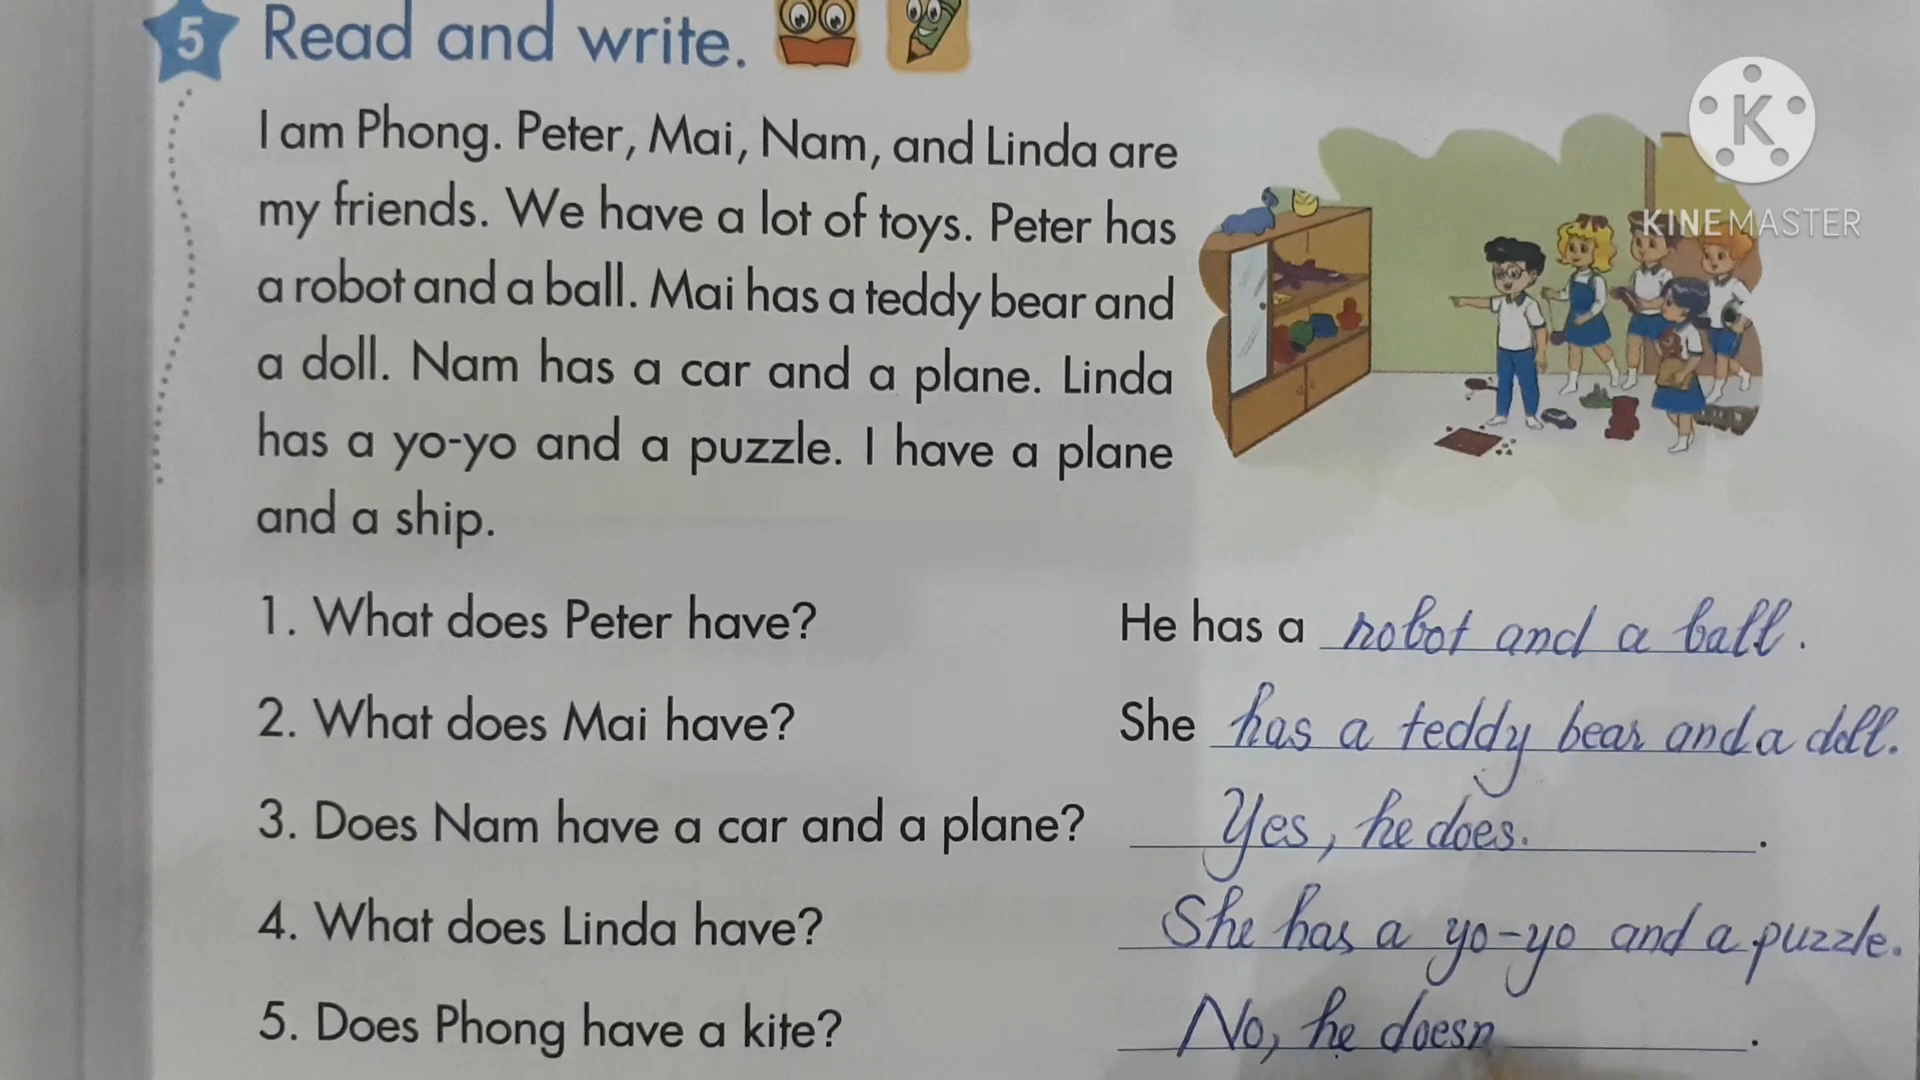 5 Read and write.
I am Phong. Peter, Mai, Nam, and Linda are
my friends. We have a lot of toys. Peter has
a robot and a ball. Mai has a teddy bear and
a doll. Nam has a car and a plane. Linda
has a yo-yo and a puzzle. I have a plane
and a ship.
K
KINEMASTER
1. What does Peter have? He has a robot and a ball.
2. What does Mai have? She has a teddy bear and a doll.
3. Does Nam have a car and a plane? Yes, he does. .
4. What does Linda have? She has a yo-yo and a puzzle.
5. Does Phong have a kite? No, he doesn .